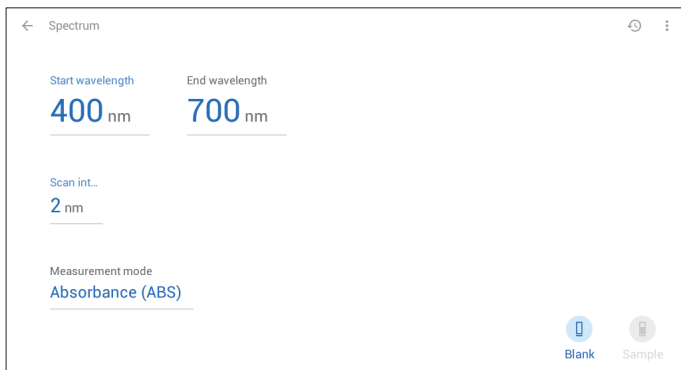 Spectrum
Start wavelength End wavelength
400 nm 700 nm
Scan int...
2 nm
Measurement mode
Absorbance (ABS)
Blank Sample